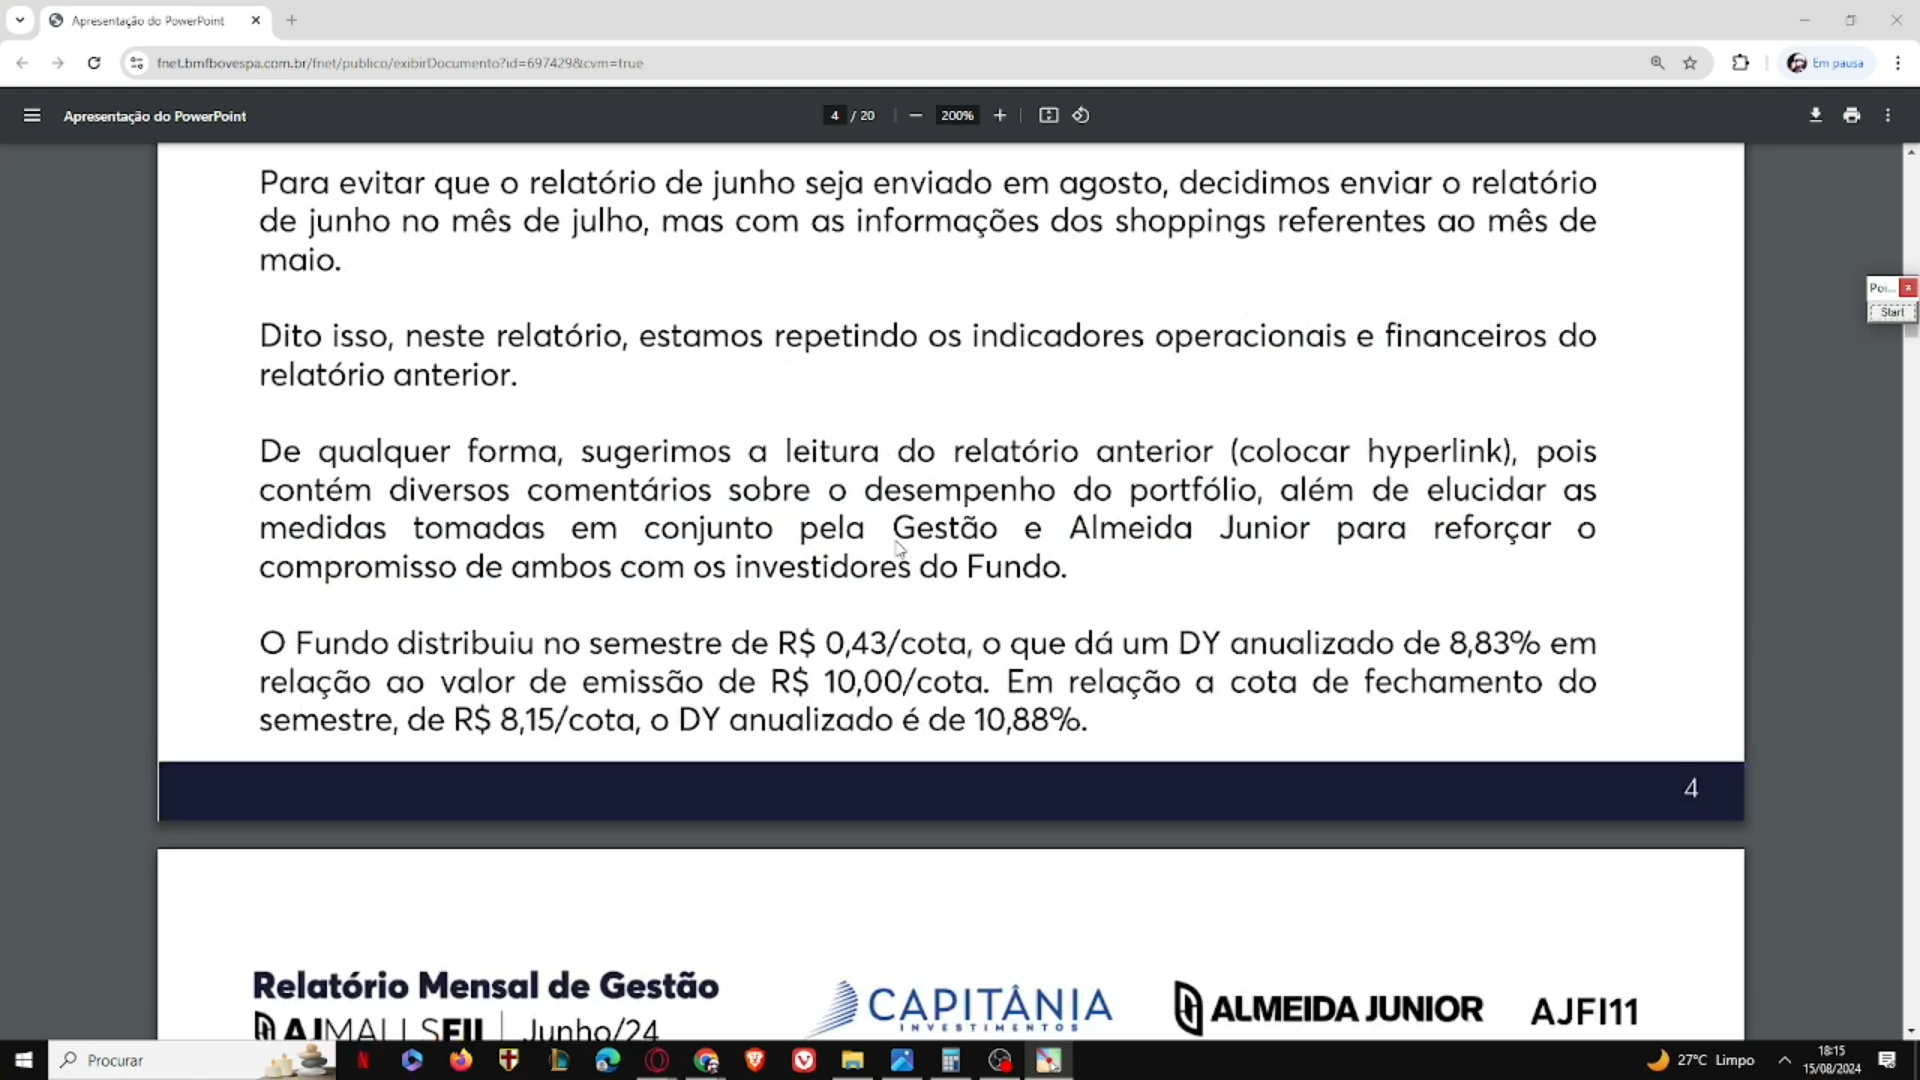 Apresentação do PowerPoint
fnet.bmfbovespa.com.br/fnet/publico/exibirDocumento?id=697429&cvm=true
Em pausa
Apresentação do PowerPoint
4 / 20
200%
Para evitar que o relatório de junho seja enviado em agosto, decidimos enviar o relatório
de junho no mês de julho, mas com as informações dos shoppings referentes ao mês de
maio.
Poi...
Start
Dito isso, neste relatório, estamos repetindo os indicadores operacionais e financeiros do
relatório anterior.
De qualquer forma, sugerimos a leitura do relatório anterior (colocar hyperlink), pois
contém diversos comentários sobre o desempenho do portfólio, além de elucidar as
medidas tomadas em conjunto pela Gestão e Almeida Junior para reforçar o
compromisso de ambos com os investidores do Fundo.
O Fundo distribuiu no semestre de R$ 0,43/cota, o que dá um DY anualizado de 8,83% em
relação ao valor de emissão de R$ 10,00/cota. Em relação a cota de fechamento do
semestre, de R$ 8,15/cota, o DY anualizado é de 10,88%.
4
Relatório Mensal de Gestão
CAPITÂNIA
INVESTIMENTOS
ALMEIDA JUNIOR
AJFI11
AJMALLSFII | Junho/24
Procurar
27°C Limpo
18:15
15/08/2024